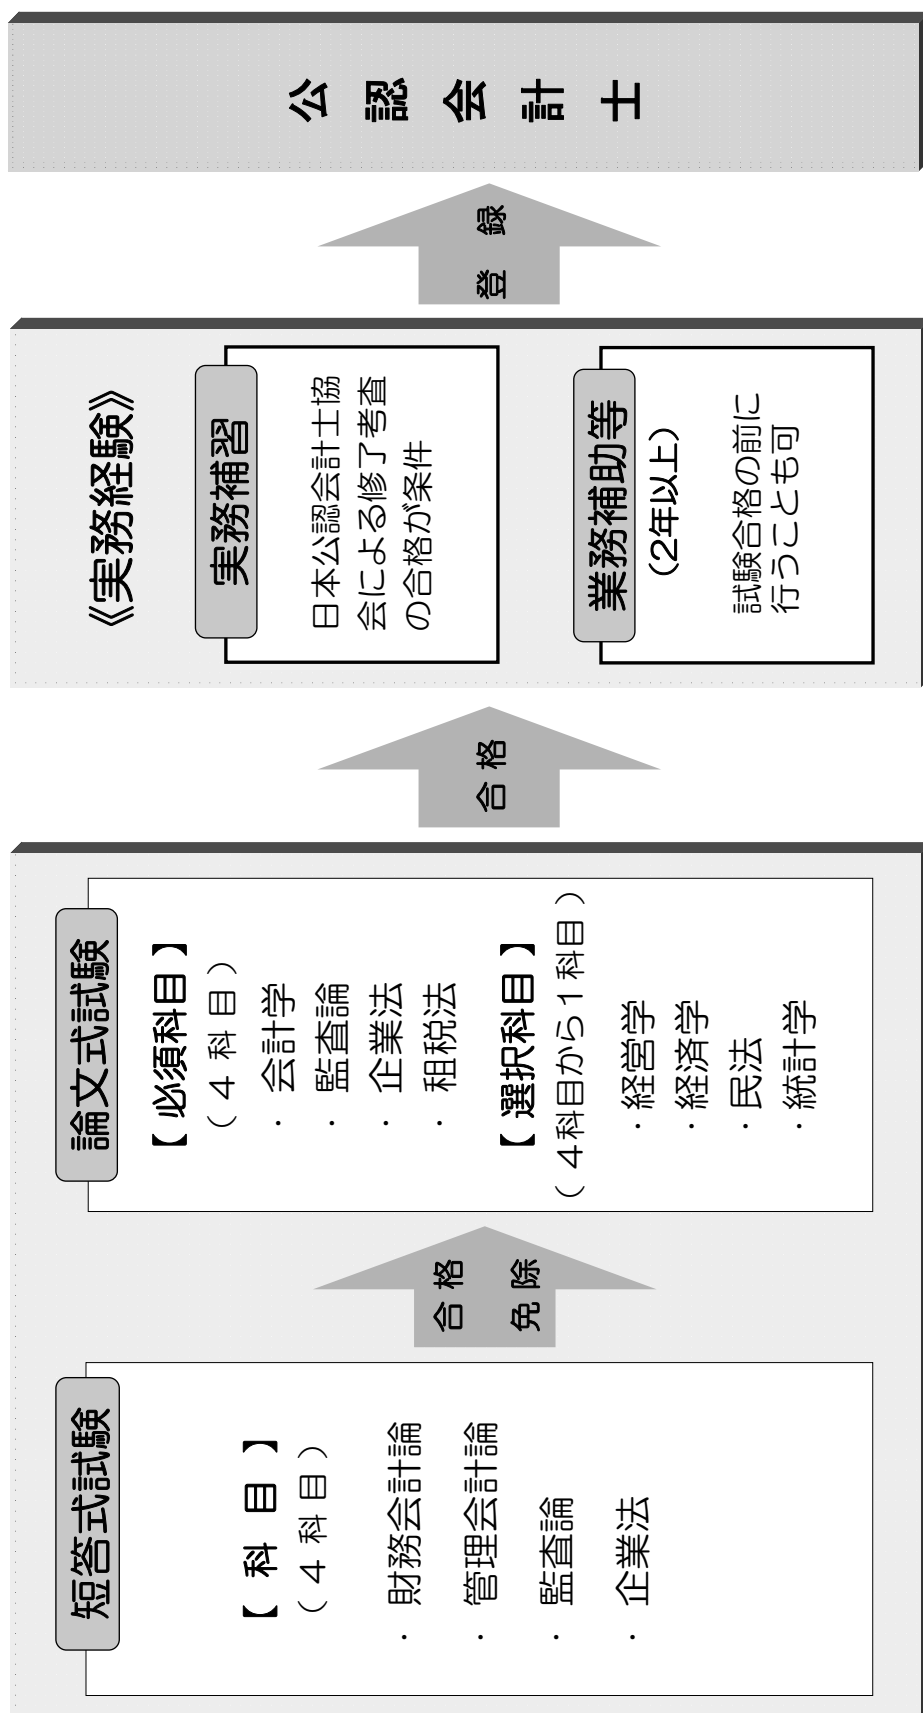 短答式試験
【 科 目 】
（ 4 科 目 ）
・ 財務会計論
・ 管理会計論
・ 監査論
・ 企業法
合格
免除
論文式試験
【 必須科目 】
（ 4 科 目 ）
・ 会計学
・ 監査論
・ 企業法
・ 租税法
【 選択科目 】
（ 4科目から1科目 ）
・経営学
・経済学
・民法
・統計学
合格
《実務経験》
実務補習
日本公認会計士協
会による修了考査
の合格が条件
業務補助等
（2年以上）
試験合格の前に
行うことも可
登 録
公 認 会 計 士